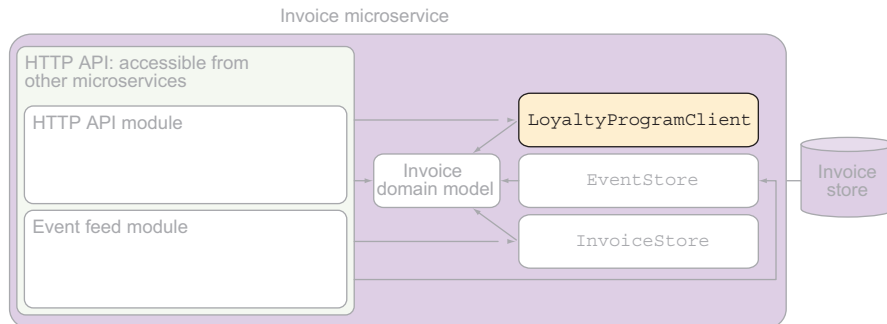 Invoice microservice
HTTP API: accessible from
other microservices
HTTP API module
LoyaltyProgramClient
Invoice
domain model
EventStore
Invoice
store
Event feed module
InvoiceStore